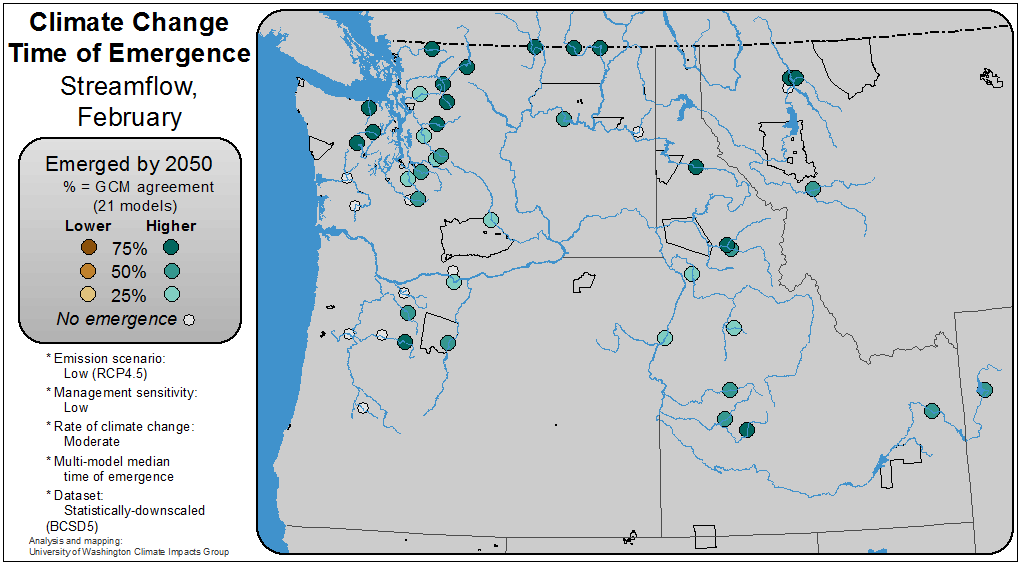 Climate Change
Time of Emergence
Streamflow,
February
Emerged by 2050
% = GCM agreement
(21 models)
Lower Higher
75%
50%
25%
No emergence
* Emission scenario:
Low (RCP4.5)
* Management sensitivity:
Low
* Rate of climate change:
Moderate
* Multi-model median
time of emergence
* Dataset:
Statistically-downscaled
(BCSD5)
Analysis and mapping:
University of Washington Climate Impacts Group